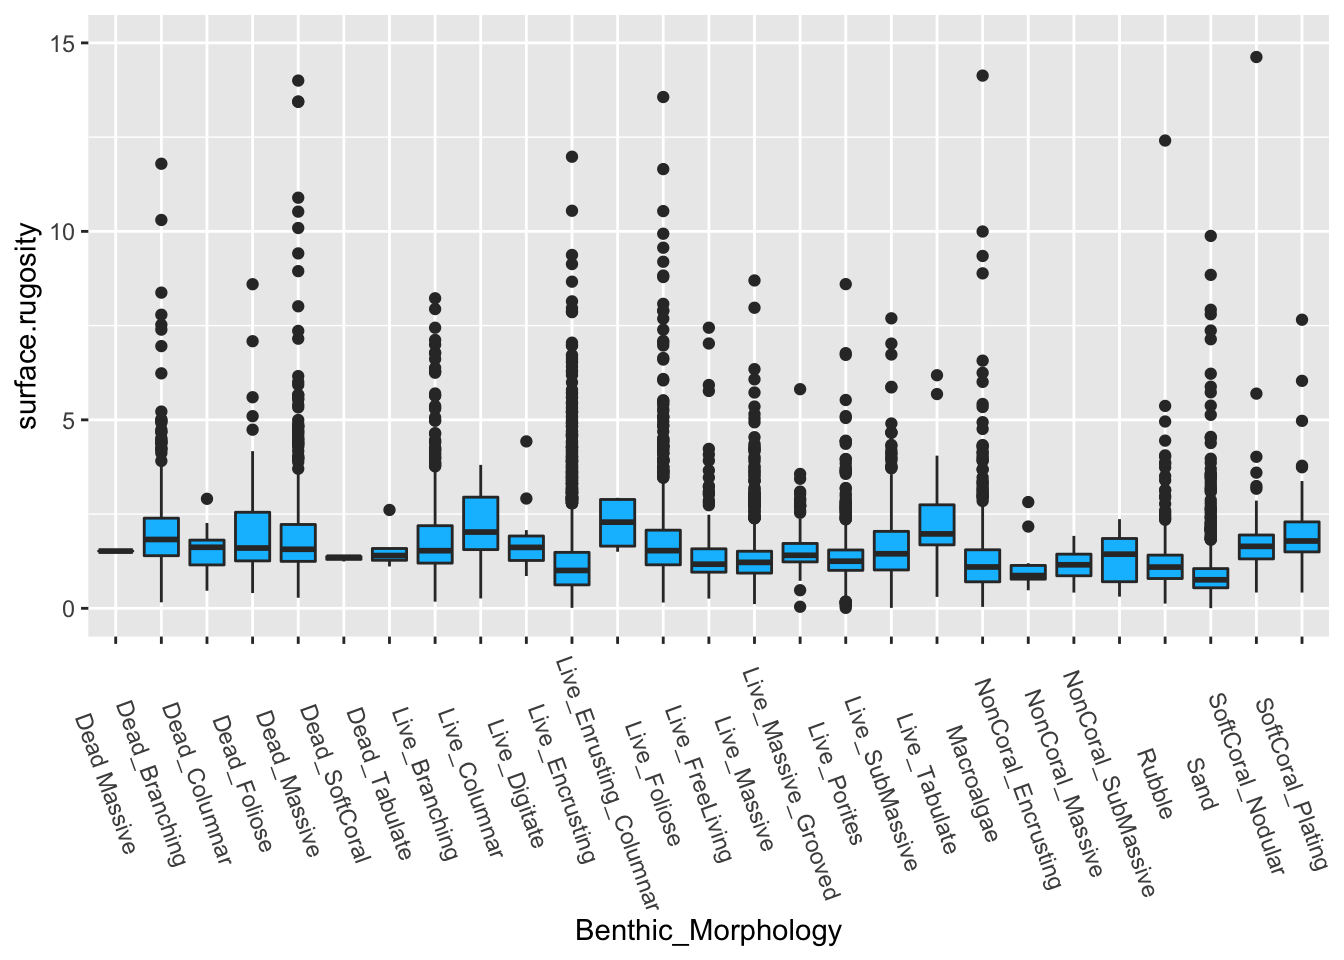 surface.rugosity
15
10
5
0
Dead Massive
Dead_Branching
Dead_Columnar
Dead_Foliose
Dead_Massive
Dead_SoftCoral
Dead_Tabulate
Live_Branching
Live_Columnar
Live_Digitate
Live_Encrusting
Live_Enrusting_Columnar
Live_Foliose
Live_FreeLiving
Live_Massive
Live_Massive_Grooved
Live_Porites
Live_SubMassive
Live_Tabulate
Macroalgae
NonCoral_Encrusting
NonCoral_Massive
NonCoral_SubMassive
Rubble
Sand
SoftCoral_Nodular
SoftCoral_Plating
Benthic_Morphology